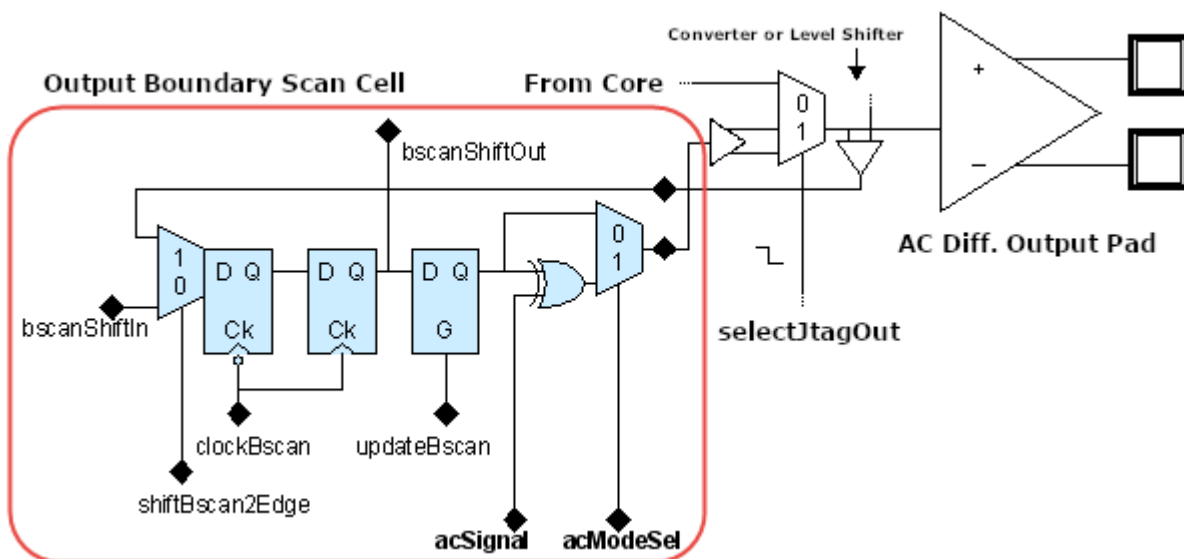 Converter or Level Shifter
Output Boundary Scan Cell
From Core
+
0
1
bscanShiftOut
−
AC Diff. Output Pad
1
0
0
1
D Q
D Q
D Q
bscanShiftIn
Ck
Ck
G
selectJtagOut
clockBscan
updateBscan
shiftBscan2Edge
acSignal
acModeSel